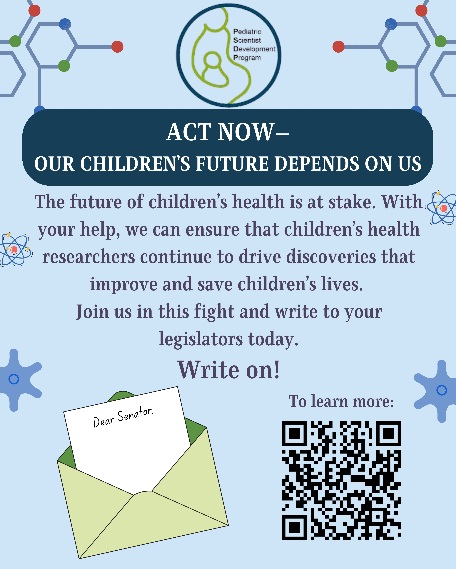 Pediatric
Scientist
Development
Program
ACT NOW—
OUR CHILDREN'S FUTURE DEPENDS ON US
The future of children's health is at stake. With
your help, we can ensure that children's health
researchers continue to drive discoveries that
improve and save children's lives.
Join us in this fight and write to your
legislators today.
Write on!
Dear Senator,
To learn more: